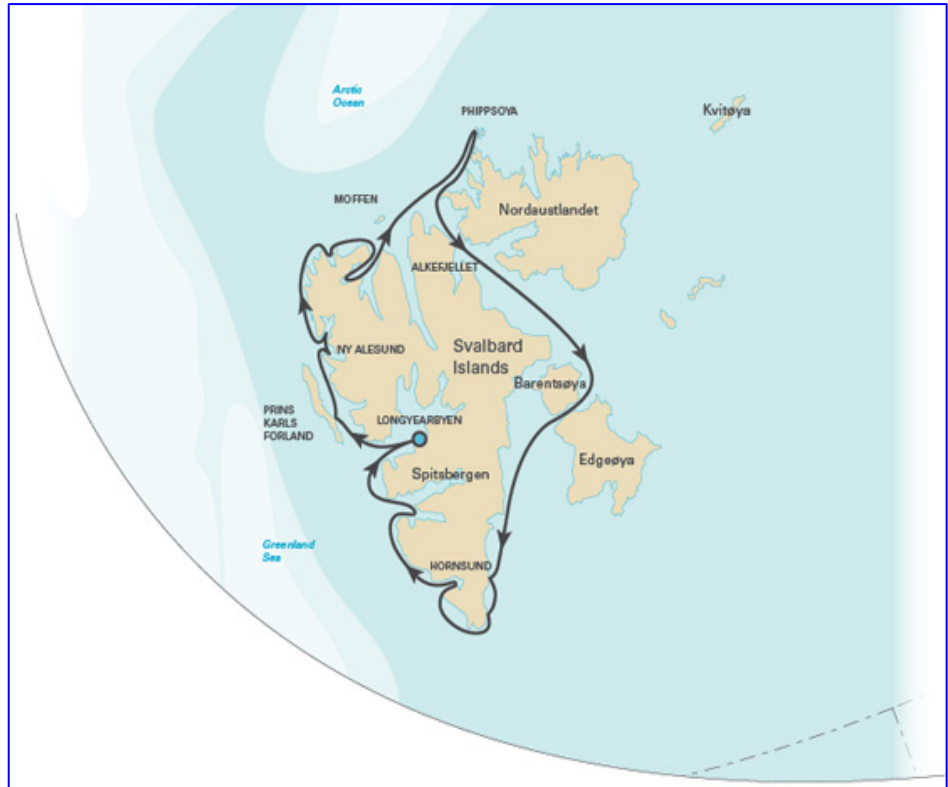 Arctic
Ocean
PHIPPSOYA
Kvitøya
MOFFEN
Nordaustlandet
ALKEFJELLET
NY ALESUND
Svalbard
Islands
Barentsøya
PRINS
KARLS
FORLAND
LONGYEARBYEN
Edgeøya
Spitsbergen
Greenland
Sea
HORNSUND